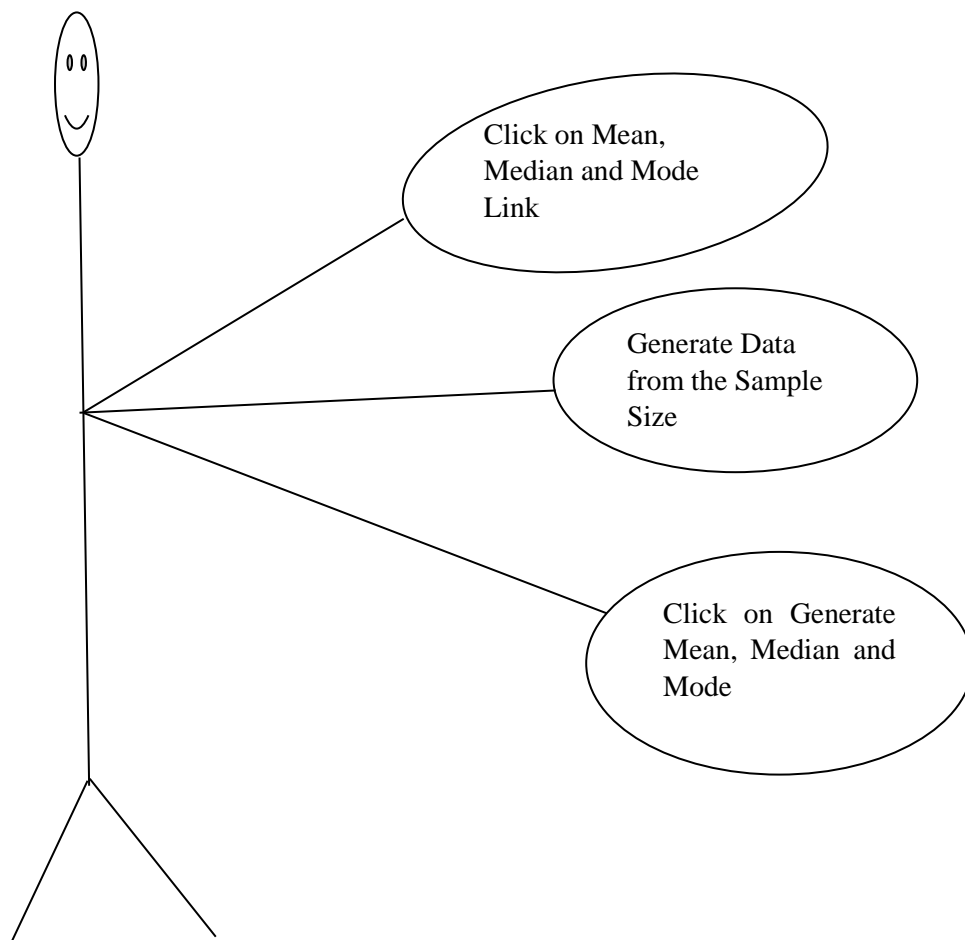 Click on Mean,
Median and Mode
Link
Generate Data
from the Sample
Size
Click on Generate
Mean, Median and
Mode